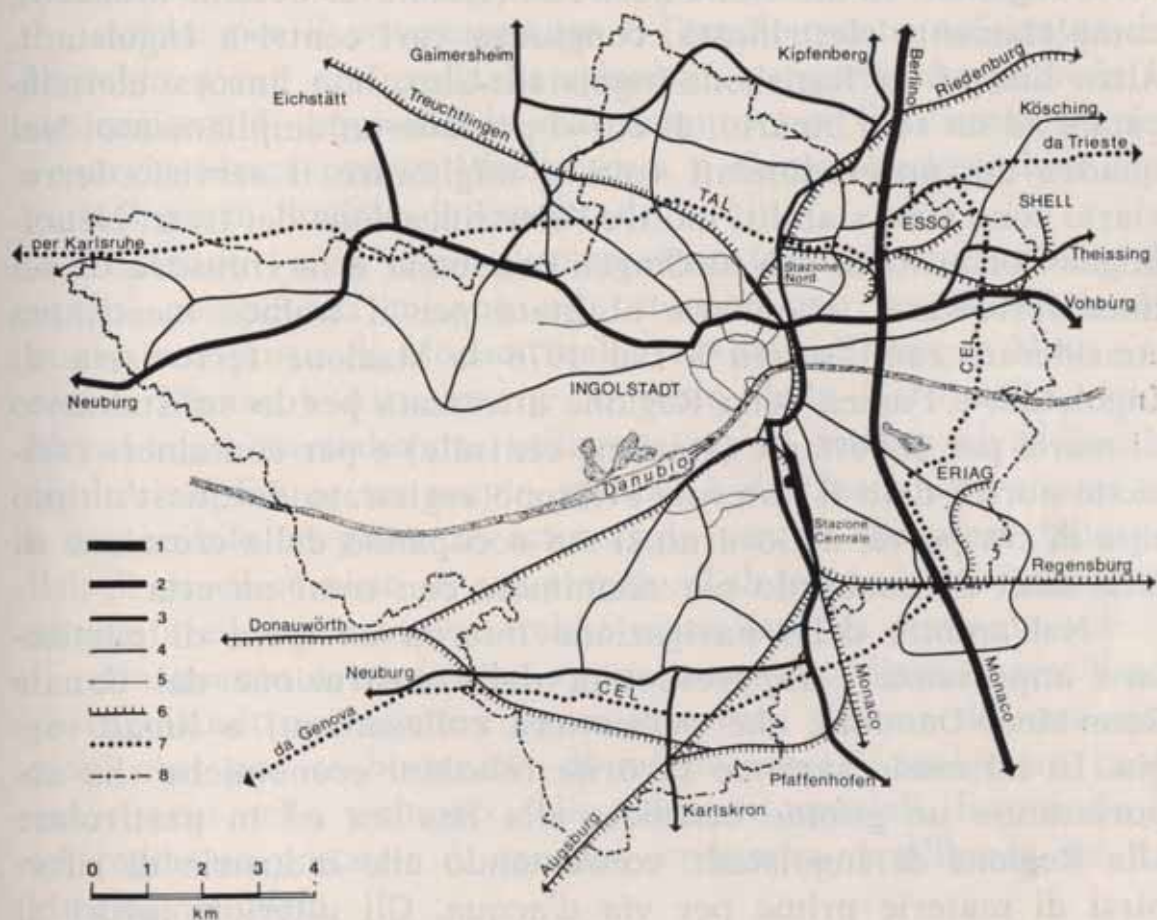 Gaimersheim
Kipfenberg
Berlino
Riedenburg
Eichstätt
Treuchtlingen
Kösching
da Trieste
TAL
ESSO
SHELL
per Karlsruhe
Stazione
Nord
Theissing
Vohburg
CEL
Neuburg
INGOLSTADT
Danubio
ERIAG
Stazione
Centrale
Regensburg
1
2
3
4
5
6
7
8
Donauwörth
Neuburg
CEL
da Genova
Monaco
Monaco
Pfaffenhofen
Karlskron
Augsburg
0 1 2 3 4
km